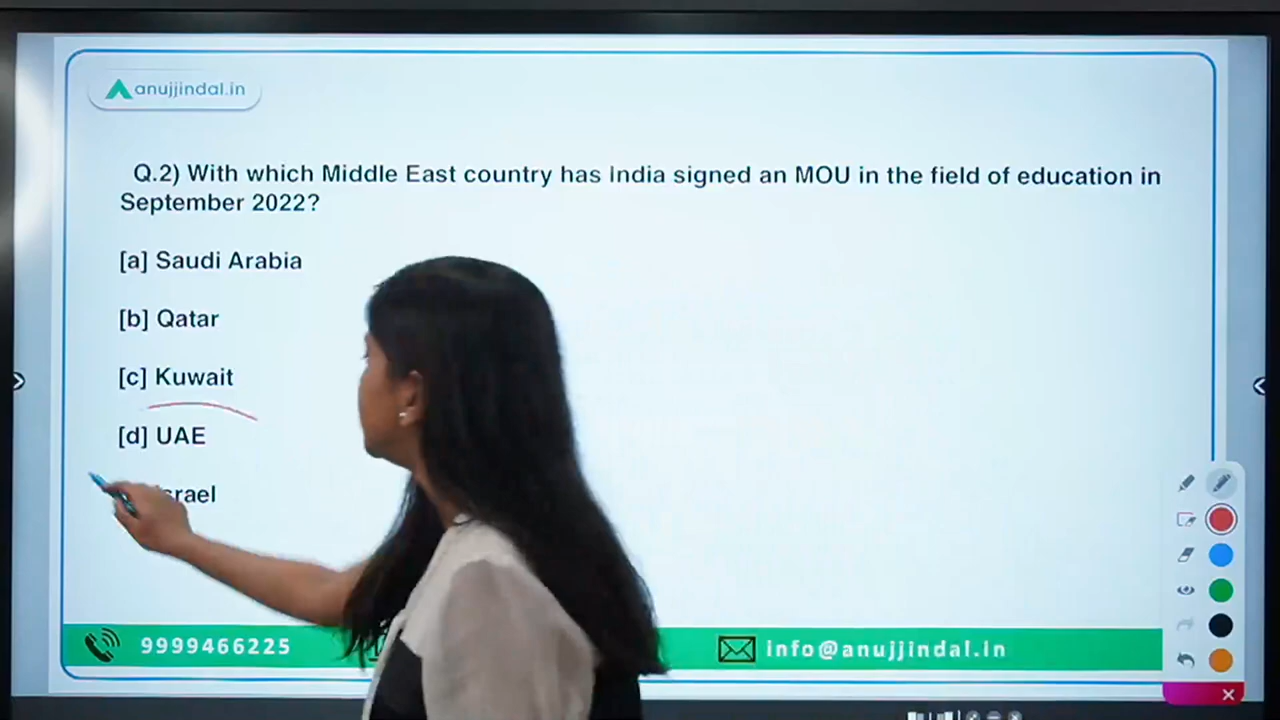 anujjindal.in
Q.2) With which Middle East country has India signed an MOU in the field of education in
September 2022?
[a] Saudi Arabia
[b] Qatar
[c] Kuwait
[d] UAE
9999466225
info@anujjindal.in